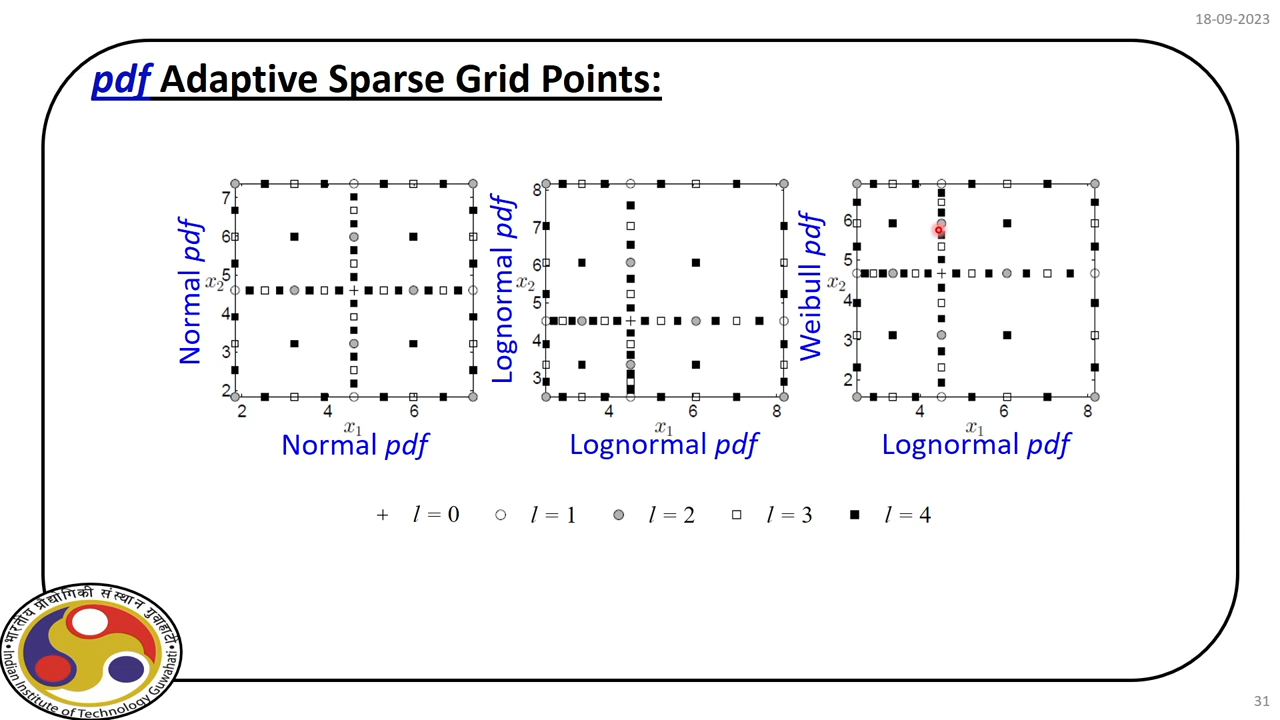 18-09-2023
pdf Adaptive Sparse Grid Points:
Normal pdf
x2
7
6
5
4
3
2
2 4 6
x1
Normal pdf
Lognormal pdf
x2
8
7
6
5
4
3
4 6 8
x1
Lognormal pdf
Weibull pdf
x2
6
5
4
3
2
4 6 8
x1
Lognormal pdf
+ l = 0 l = 1 l = 2 l = 3 l = 4
भारतीय प्रौद्योगिकी संस्थान गुवाहाटी
Indian Institute of Technology Guwahati
31